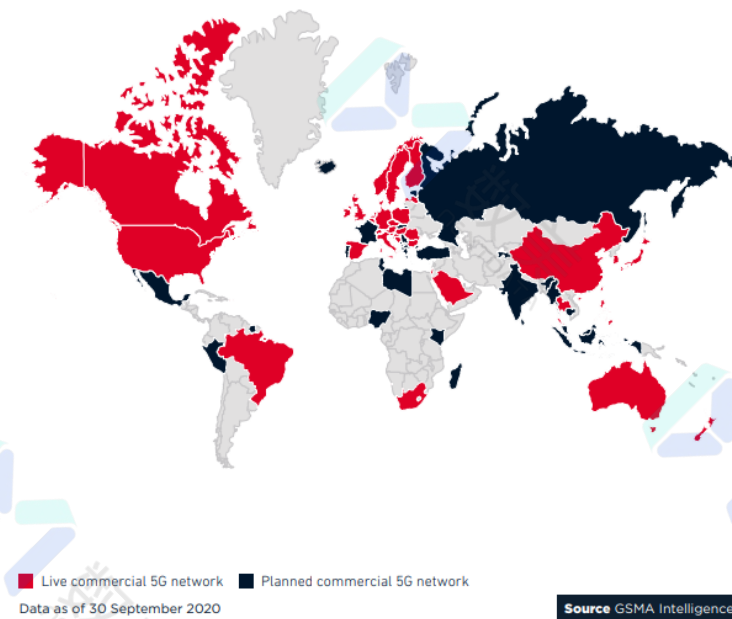 Live commercial 5G network
Planned commercial 5G network
Data as of 30 September 2020
Source GSMA Intelligence